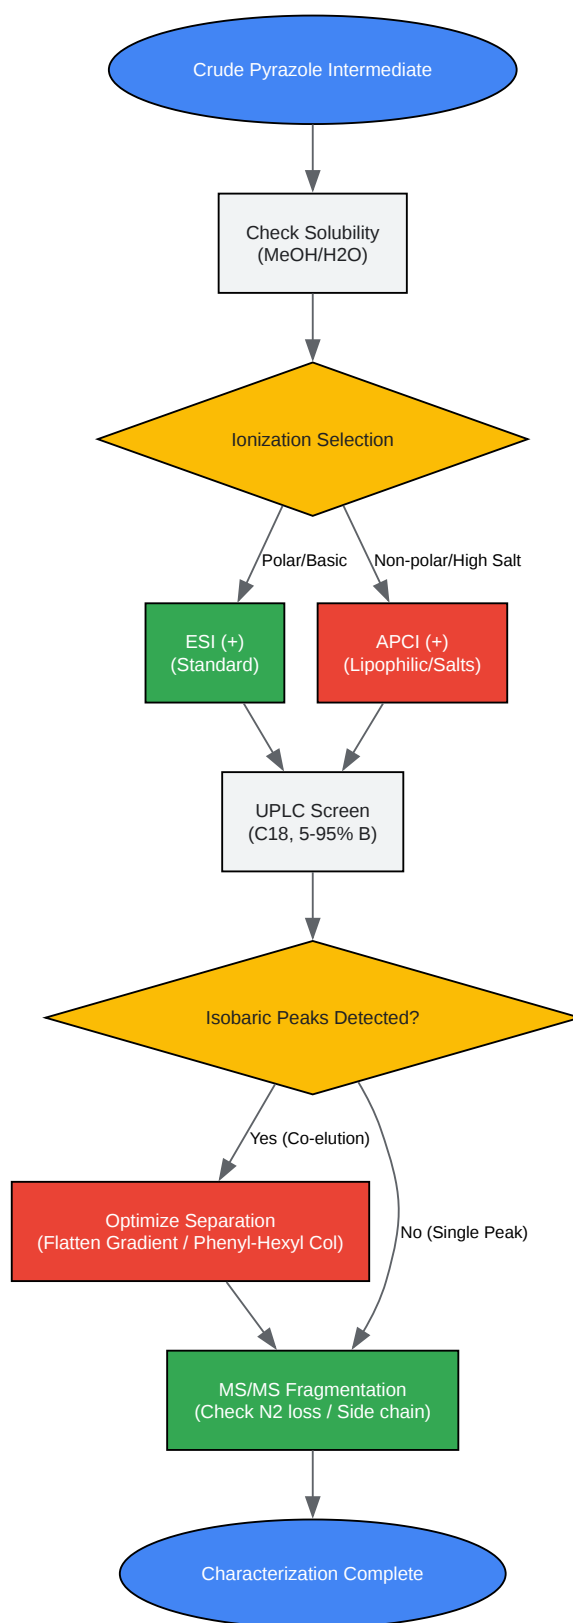 Crude Pyrazole Intermediate
Check Solubility
(MeOH/H2O)
Ionization Selection
Polar/Basic
Non-polar/High Salt
ESI (+)
(Standard)
APCI (+)
(Lipophilic/Salts)
UPLC Screen
(C18, 5-95% B)
Isobaric Peaks Detected?
Yes (Co-elution)
Optimize Separation
(Flatten Gradient / Phenyl-Hexyl Col)
No (Single Peak)
MS/MS Fragmentation
(Check N2 loss / Side chain)
Characterization Complete